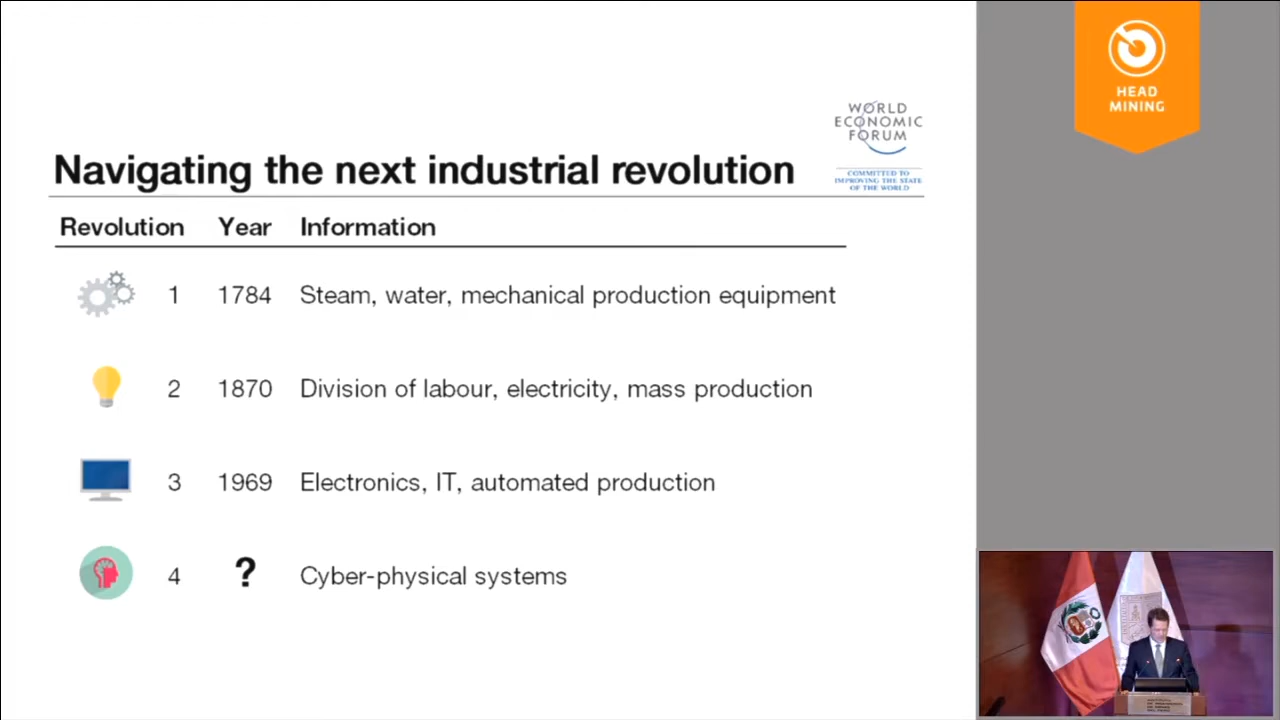 WORLD
ECONOMIC
FORUM
COMMITTED TO
IMPROVING THE STATE
OF THE WORLD
Navigating the next industrial revolution
Revolution Year Information
1 1784 Steam, water, mechanical production equipment
2 1870 Division of labour, electricity, mass production
3 1969 Electronics, IT, automated production
4 ? Cyber-physical systems
HEAD
MINING